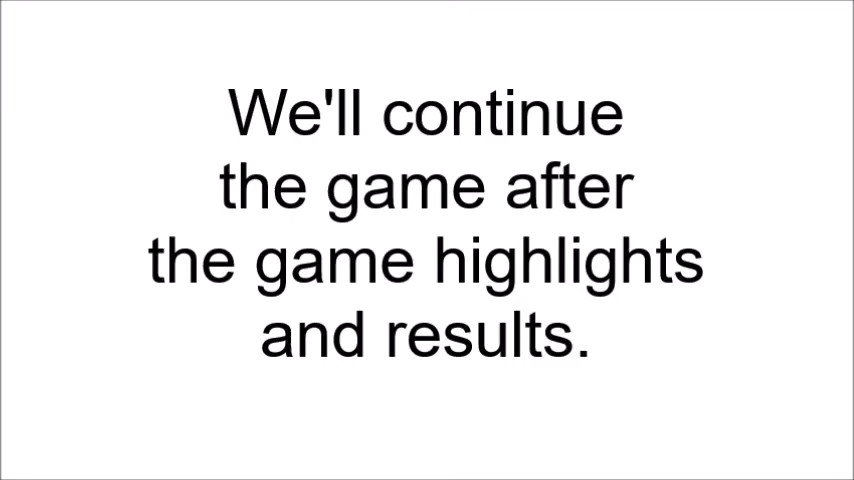 We'll continue
the game after
the game highlights
and results.